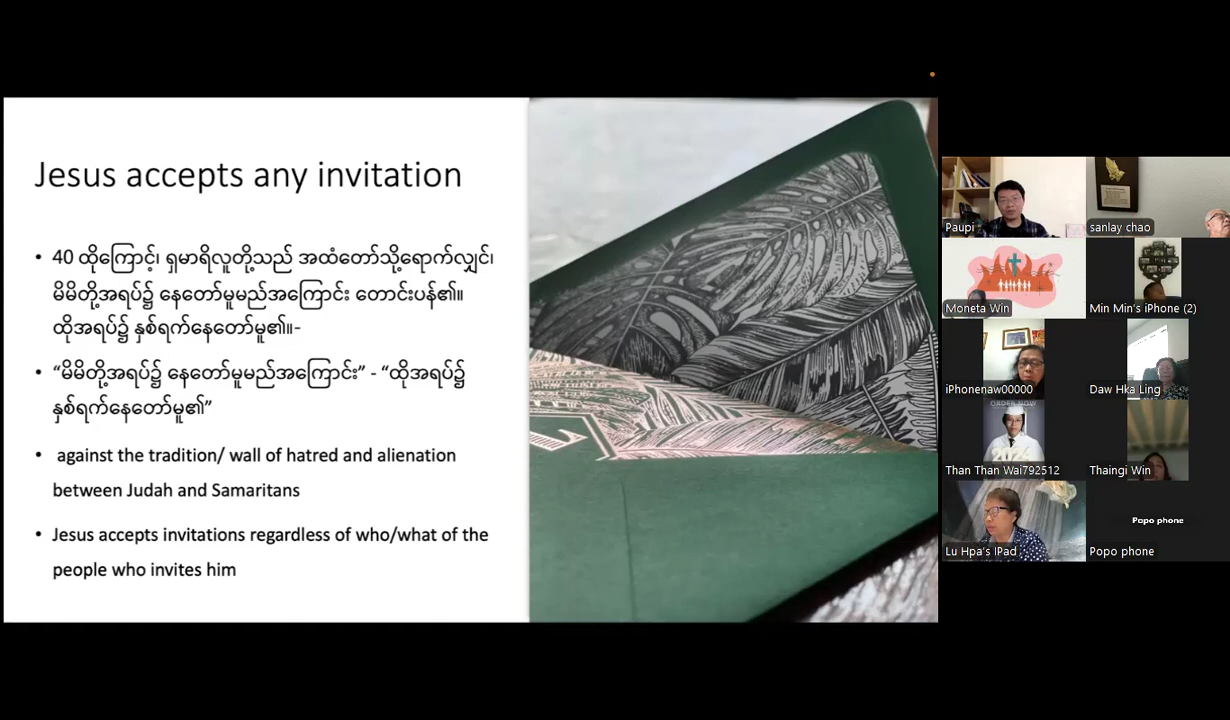 Jesus accepts any invitation
• 40 ထိုကြောင့်၊ ရှမာရိလူတို့သည် အထံတော်သို့ရောက်လျှင်၊
မိမိတို့အရပ်၌ နေတော်မူမည်အကြောင်း တောင်းပန်၏။
ထိုအရပ်၌ နှစ်ရက်နေတော်မူ၏။-
• “မိမိတို့အရပ်၌ နေတော်မူမည်အကြောင်း” - “ထိုအရပ်၌
နှစ်ရက်နေတော်မူ၏”
• against the tradition/ wall of hatred and alienation
between Judah and Samaritans
• Jesus accepts invitations regardless of who/what of the
people who invites him
Paupi
sanlay chao
Moneta Win
Min Min's iPhone (2)
iPhonenaw00000
Daw Hka Ling
Than Than Wai792512
Thaingi Win
Lu Hpa's IPad
Popo phone
Popo phone